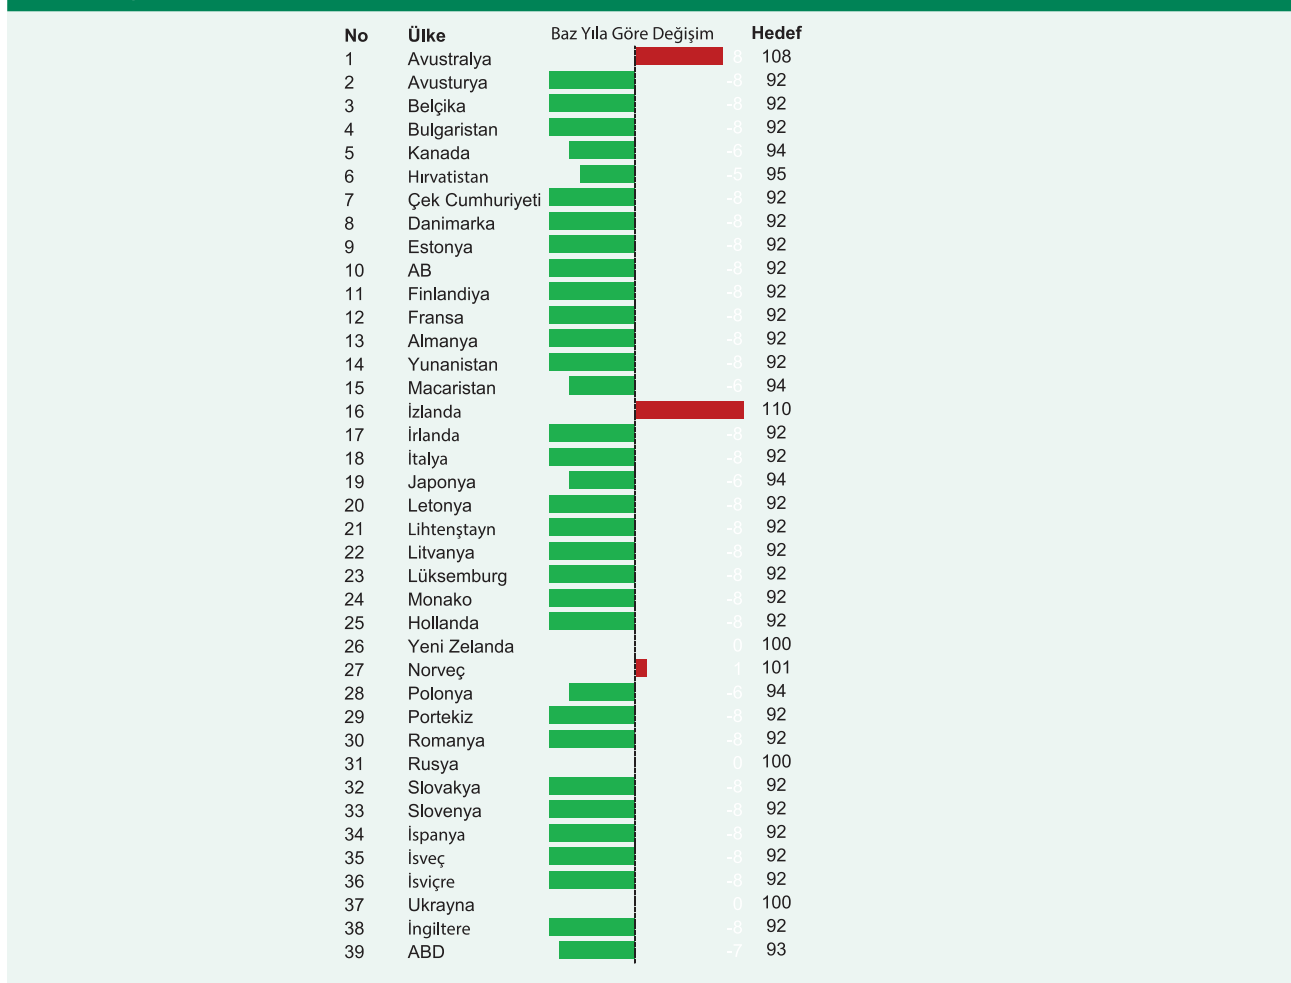 No Ülke Baz Yıla Göre Değişim Hedef
1 Avustralya 8 108
2 Avusturya -8 92
3 Belçika -8 92
4 Bulgaristan -8 92
5 Kanada -6 94
6 Hırvatistan -5 95
7 Çek Cumhuriyeti -8 92
8 Danimarka -8 92
9 Estonya -8 92
10 AB -8 92
11 Finlandiya -8 92
12 Fransa -8 92
13 Almanya -8 92
14 Yunanistan -8 92
15 Macaristan -6 94
16 İzlanda 110
17 İrlanda -8 92
18 İtalya -8 92
19 Japonya -6 94
20 Letonya -8 92
21 Lihtenştayn -8 92
22 Litvanya -8 92
23 Lüksemburg -8 92
24 Monako -8 92
25 Hollanda -8 92
26 Yeni Zelanda 0 100
27 Norveç 1 101
28 Polonya -6 94
29 Portekiz -8 92
30 Romanya -8 92
31 Rusya 0 100
32 Slovakya -8 92
33 Slovenya -8 92
34 İspanya -8 92
35 İsveç -8 92
36 İsviçre -8 92
37 Ukrayna 0 100
38 İngiltere -8 92
39 ABD -7 93